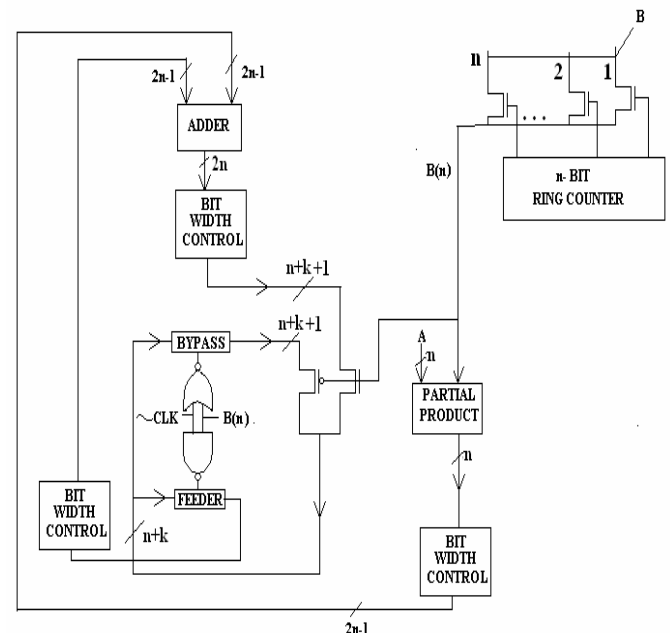 B
n
2
1
2n-1
2n-1
ADDER
. . .
2n
B(n)
n- BIT
RING COUNTER
BIT
WIDTH
CONTROL
n+k+1
n+k+1
BYPASS
A
n
PARTIAL
PRODUCT
~CLK
B(n)
n
BIT
WIDTH
CONTROL
FEEDER
n+k
BIT
WIDTH
CONTROL
2n-1